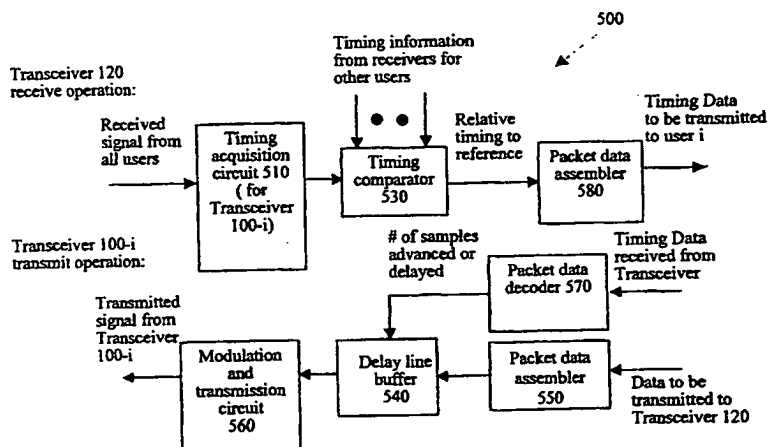 500
Transceiver 120
receive operation:
Timing information
from receivers for
other users
Received
signal from
all users
Timing
acquisition
circuit 510
( for
Transceiver
100-i)
Timing
comparator
530
Relative
timing to
reference
Packet data
assembler
580
Timing Data
to be transmitted
to user i
Transceiver 100-i
transmit operation:
# of samples
advanced or
delayed
Packet data
decoder 570
Timing Data
received from
Transceiver
Transmitted
signal from
Transceiver
100-i
Modulation
and
transmission
circuit
560
Delay line
buffer
540
Packet data
assembler
550
Data to be
transmitted to
Transceiver 120